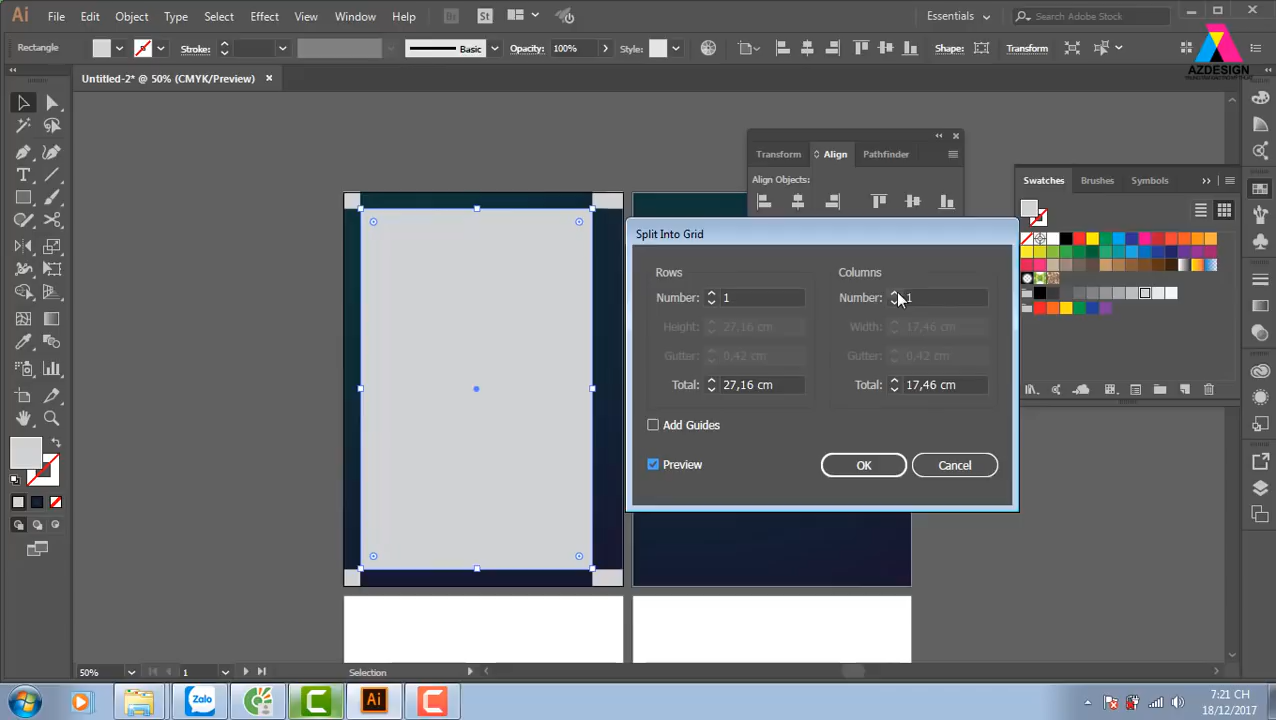 Ai File Edit Object Type Select Effect View Window Help Br St Essentials Search Adobe Stock
Rectangle Stroke: Basic Opacity: 100% Style: Shape: Transform
AZDESIGN
Untitled-2* @ 50% (CMYK/Preview) ×
Transform Align Pathfinder
Align Objects:
Swatches Brushes Symbols
Split Into Grid
Rows Columns
Number: 1 Number: 1
Height: 27,16 cm Width: 17,46 cm
Gutter: 0,42 cm Gutter: 0,42 cm
Total: 27,16 cm Total: 17,46 cm
Add Guides
Preview OK Cancel
50% 1 Selection
Zalo Ai
7:21 CH
18/12/2017